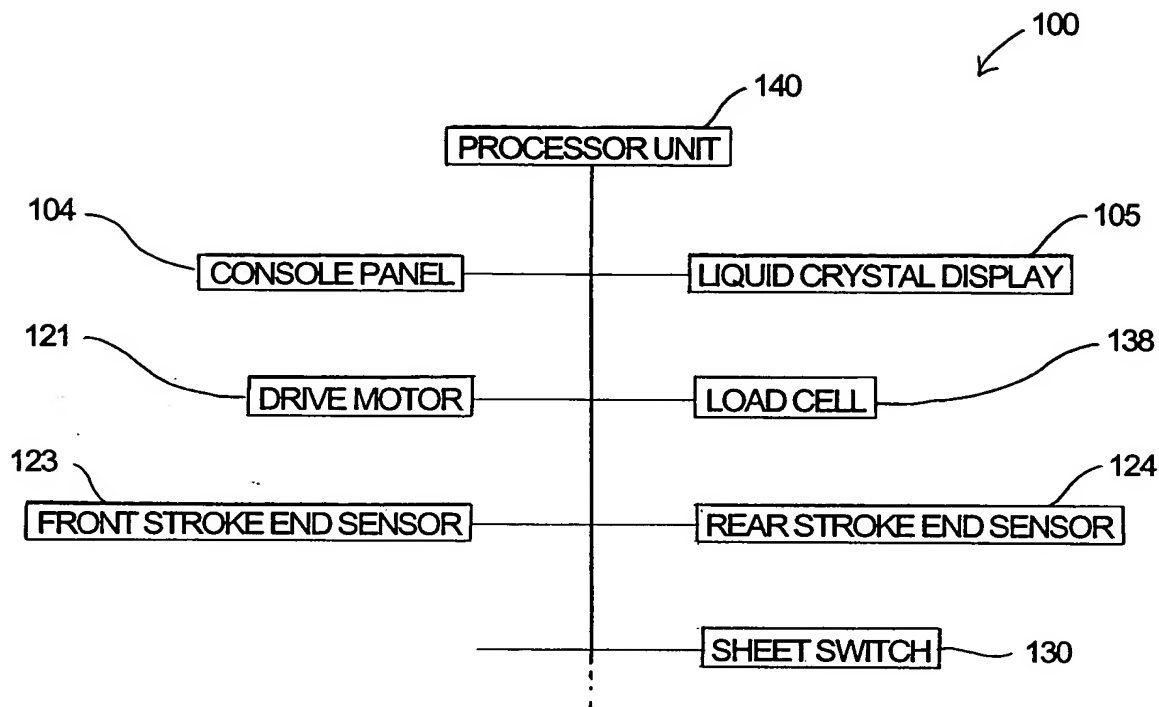 100
140
PROCESSOR UNIT
104
105
CONSOLE PANEL
LIQUID CRYSTAL DISPLAY
121
138
DRIVE MOTOR
LOAD CELL
123
124
FRONT STROKE END SENSOR
REAR STROKE END SENSOR
SHEET SWITCH
130